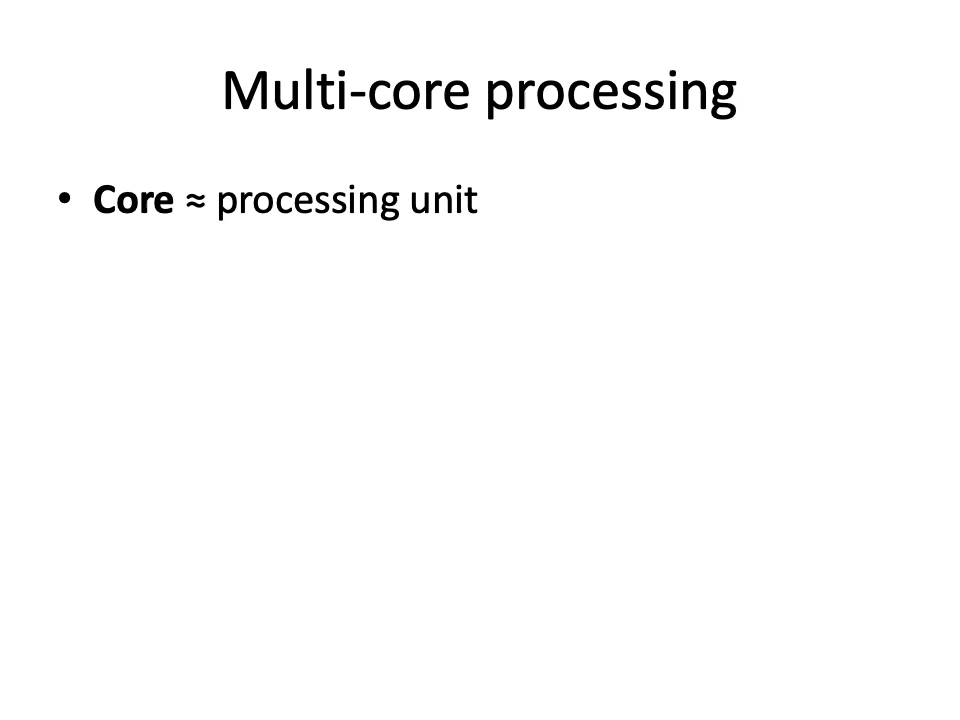 Multi-core processing
• Core ≈ processing unit